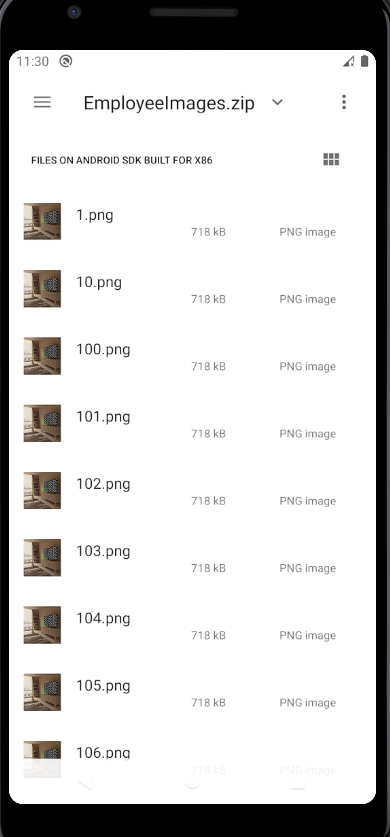 11:30
EmployeeImages.zip
FILES ON ANDROID SDK BUILT FOR X86
1.png
718 kB PNG image
10.png
718 kB PNG image
100.png
718 kB PNG image
101.png
718 kB PNG image
102.png
718 kB PNG image
103.png
718 kB PNG image
104.png
718 kB PNG image
105.png
718 kB PNG image
106.png
718 kB PNG image